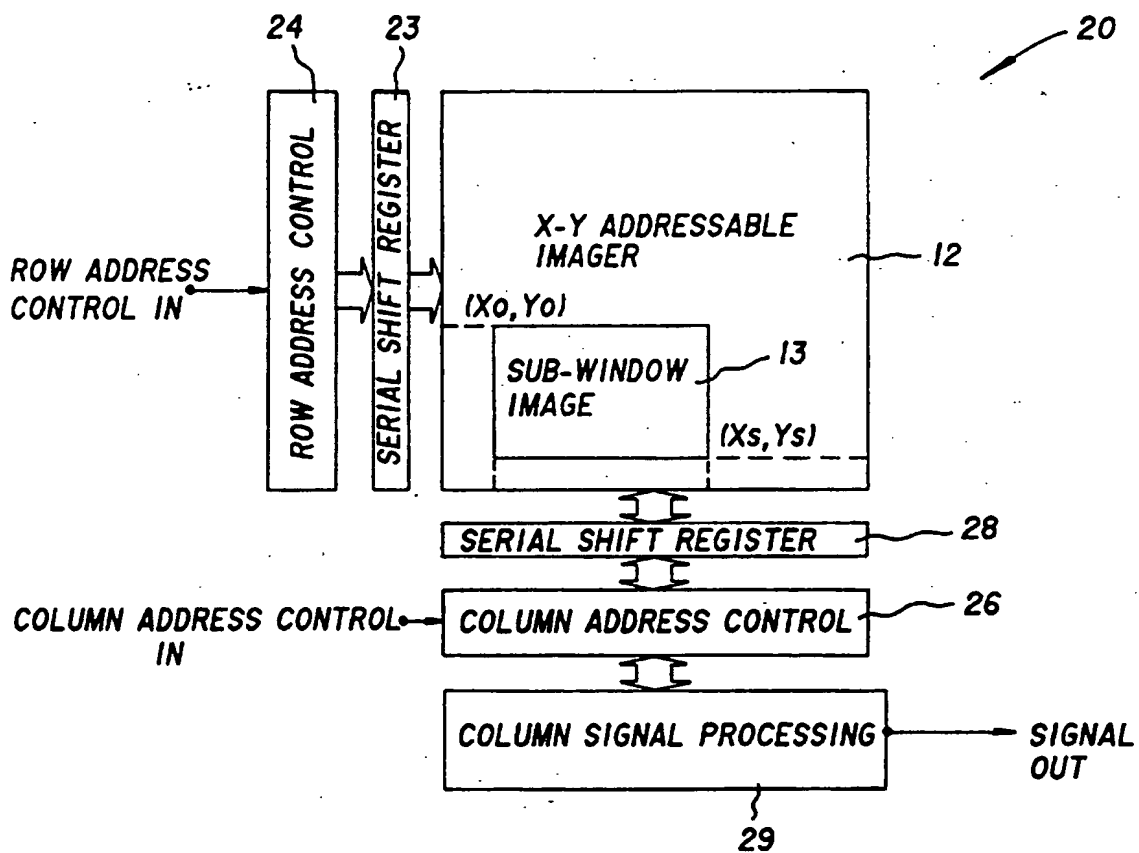 24
23
20
ROW ADDRESS CONTROL
SERIAL SHIFT REGISTER
X-Y ADDRESSABLE
IMAGER
12
ROW ADDRESS
CONTROL IN
(Xo,Yo)
SUB-WINDOW
IMAGE
13
(Xs,Ys)
SERIAL SHIFT REGISTER
28
COLUMN ADDRESS CONTROL
IN
COLUMN ADDRESS CONTROL
26
COLUMN SIGNAL PROCESSING
SIGNAL
OUT
29